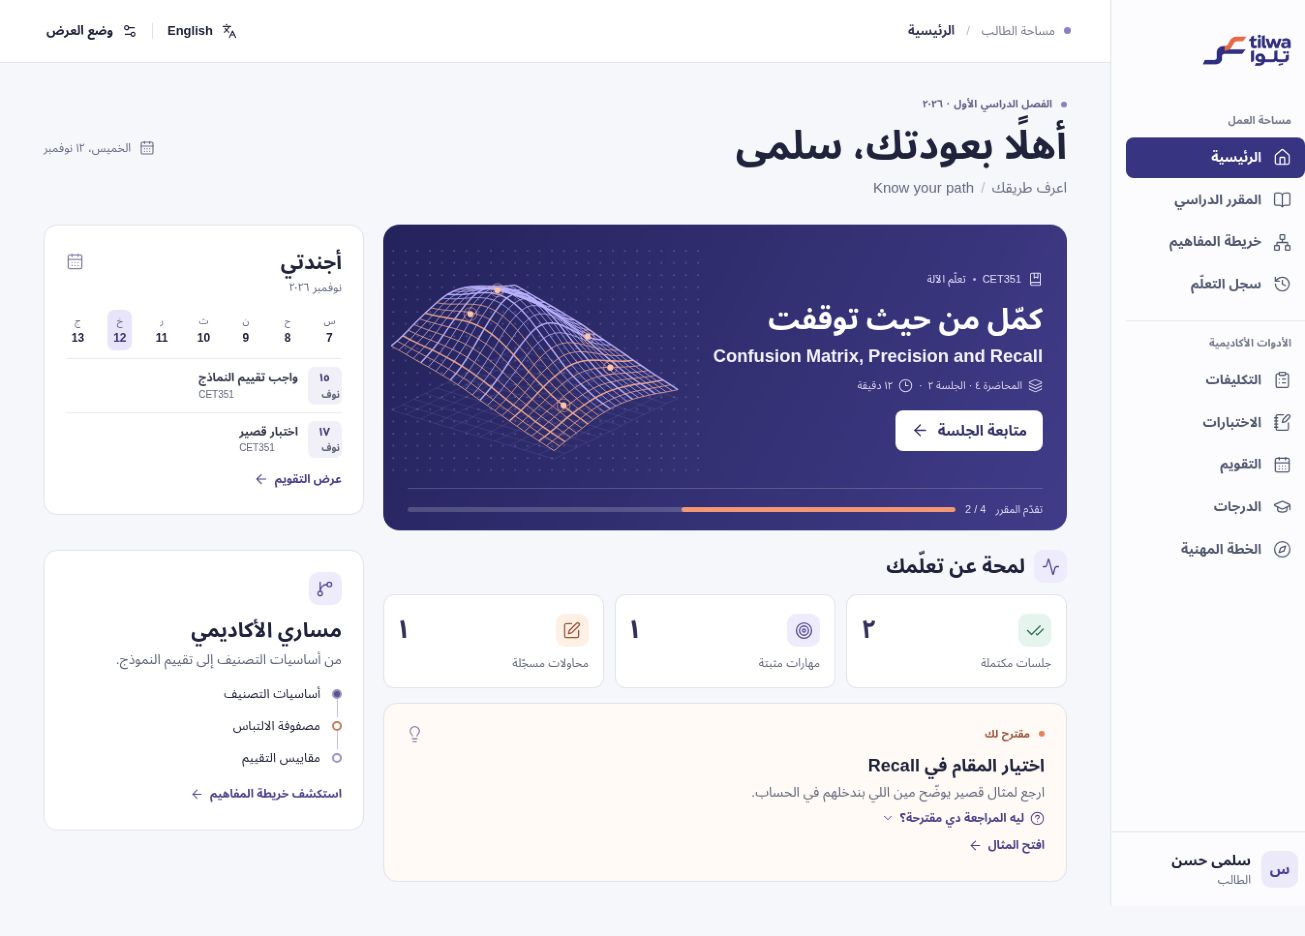 tilwa
تِلـوا
مساحة العمل
الرئيسية
المقرر الدراسي
خريطة المفاهيم
سجل التعلّم
الأدوات الأكاديمية
التكليفات
الاختبارات
التقويم
الدرجات
الخطة المهنية
س
سلمى حسن
الطالب
مساحة الطالب / الرئيسية
English
وضع العرض
الفصل الدراسي الأول · ٢٠٢٦
أهلًا بعودتك، سلمى
اعرف طريقك / Know your path
الخميس، ١٢ نوفمبر
CET351 • تعلّم الآلة
كمّل من حيث توقفت
Confusion Matrix, Precision and Recall
المحاضرة ٤ · الجلسة ٢ · ١٢ دقيقة
متابعة الجلسة
تقدّم المقرر 2 / 4
أجندتي
نوفمبر ٢٠٢٦
س ح ن ث ر خ ج
7 8 9 10 11 12 13
١٥ نوف
واجب تقييم النماذج
CET351
١٧ نوف
اختبار قصير
CET351
عرض التقويم
لمحة عن تعلّمك
٢
جلسات مكتملة
١
مهارات مثبتة
١
محاولات مسجّلة
مقترح لك
اختيار المقام في Recall
ارجع لمثال قصير يوضّح مين اللي بندخلهم في الحساب.
ليه المراجعة دي مقترحة؟
افتح المثال
مساري الأكاديمي
من أساسيات التصنيف إلى تقييم النموذج.
أساسيات التصنيف
مصفوفة الالتباس
مقاييس التقييم
استكشف خريطة المفاهيم